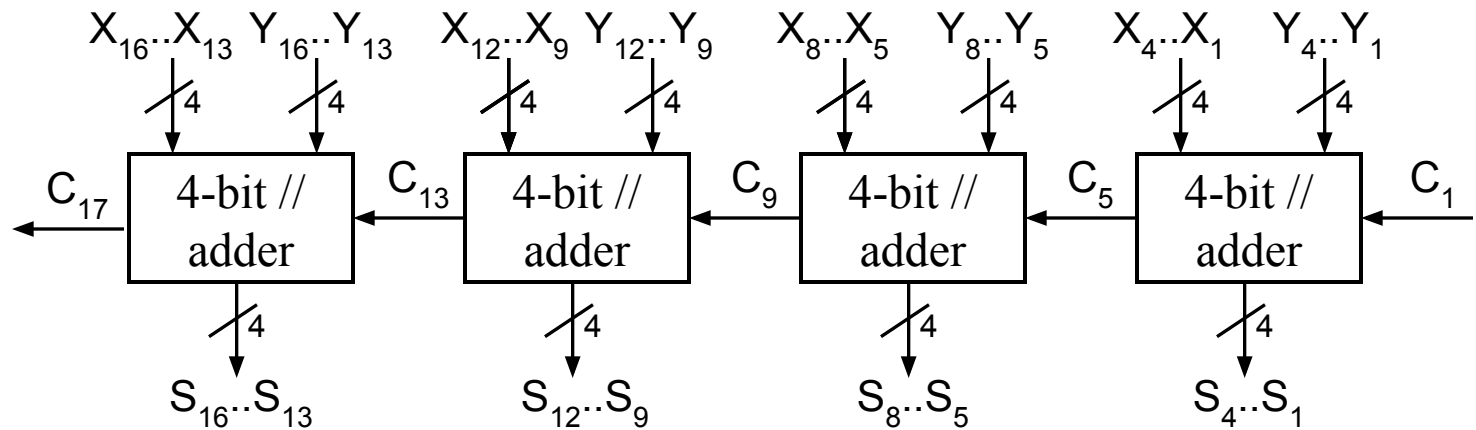 X₁₆..X₁₃ Y₁₆..Y₁₃ X₁₂..X₉ Y₁₂..Y₉ X₈..X₅ Y₈..Y₅ X₄..X₁ Y₄..Y₁
4 4 4 4 4 4 4 4
C₁₇ 4-bit // C₁₃ 4-bit // C₉ 4-bit // C₅ 4-bit // C₁
adder adder adder adder
4 4 4 4
S₁₆..S₁₃ S₁₂..S₉ S₈..S₅ S₄..S₁